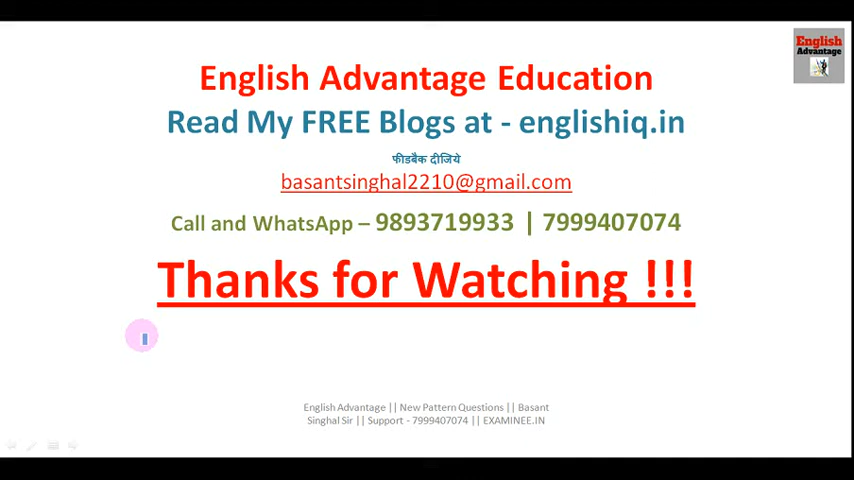 English
Advantage
English Advantage Education
Read My FREE Blogs at - englishiq.in
फीडबैक दीजिये
basantsinghal2210@gmail.com
Call and WhatsApp – 9893719933 | 7999407074
Thanks for Watching !!!
English Advantage || New Pattern Questions || Basant
Singhal Sir || Support - 7999407074 || EXAMINEE.IN